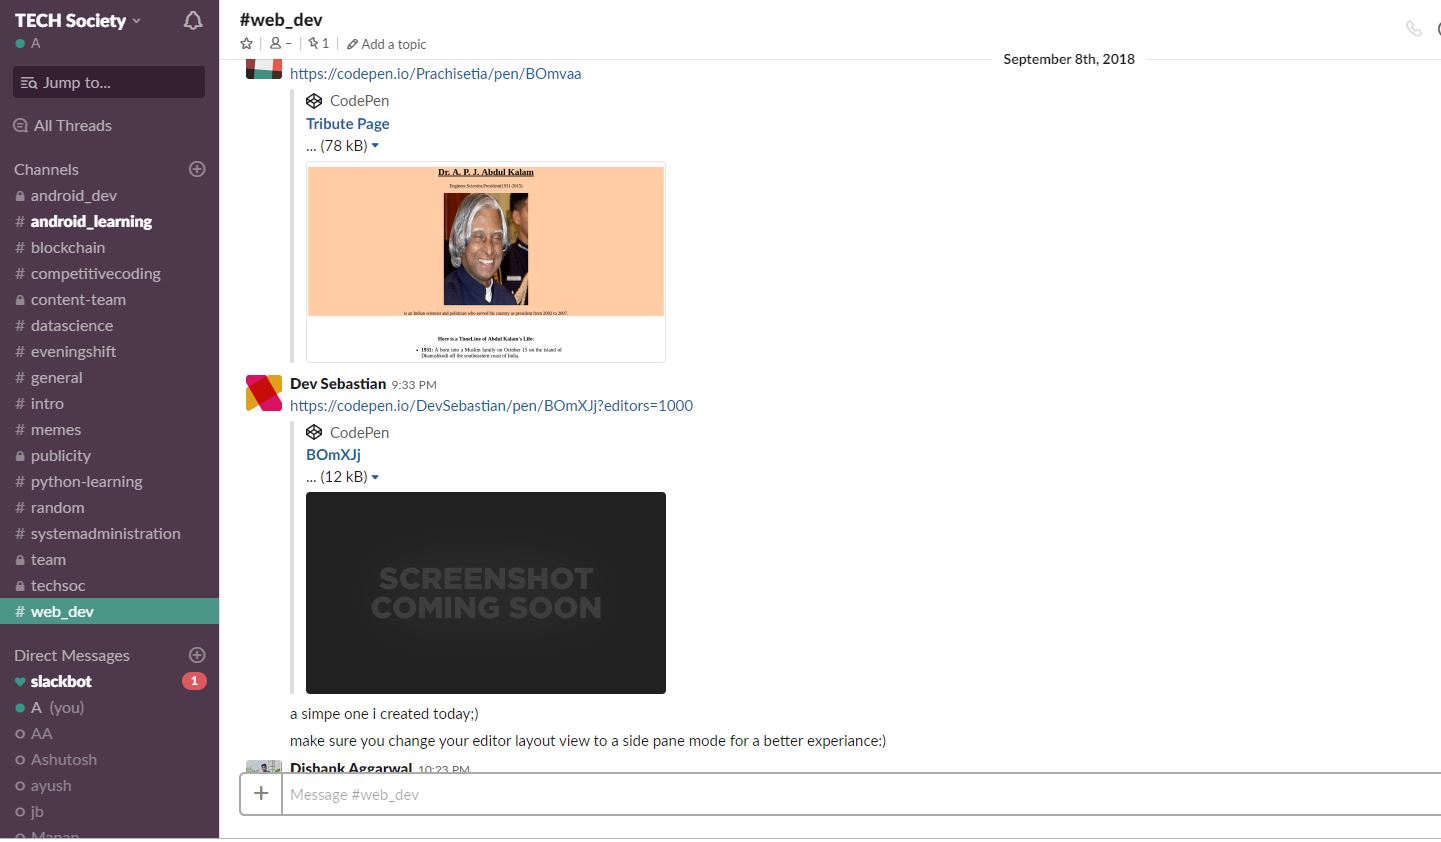 TECH Society
A
Jump to...
All Threads
Channels
android_dev
# android_learning
# blockchain
# competitivecoding
content-team
# datascience
# eveningshift
# general
# intro
# memes
publicity
# python-learning
# random
# systemadministration
team
techsoc
# web_dev
Direct Messages
slackbot 1
A (you)
AA
Ashutosh
ayush
jb
Manan
#web_dev
– | 1 | Add a topic
September 8th, 2018
https://codepen.io/Prachisetia/pen/BOmvaa
CodePen
Tribute Page
... (78 kB)
Dr. A. P. J. Abdul Kalam
Engineer,Scientist,President(1931-2015)
is an Indian scientist and politician who served his country as president from 2002 to 2007.
Here is a TimeLine of Abdul Kalam's Life:
• 1931: A born into a Muslim family on October 15 on the island of
Dhanushkodi off the southeastern coast of India.
Dev Sebastian 9:33 PM
https://codepen.io/DevSebastian/pen/BOmXJj?editors=1000
CodePen
BOmXJj
... (12 kB)
SCREENSHOT
COMING SOON
a simpe one i created today;)
make sure you change your editor layout view to a side pane mode for a better experiance:)
Dishank Aggarwal 10:23 PM
+ Message #web_dev